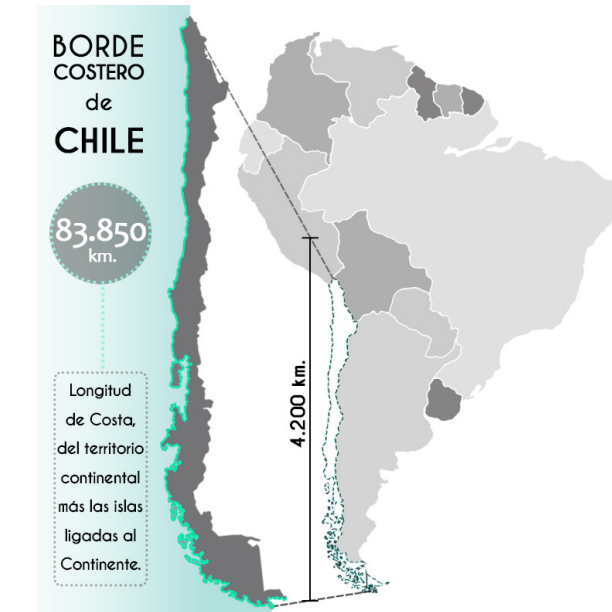 BORDE
COSTERO
de
CHILE
83.850
km.
Longitud
de Costa,
del territorio
continental
más las islas
ligadas al
Continente.
4.200 km.